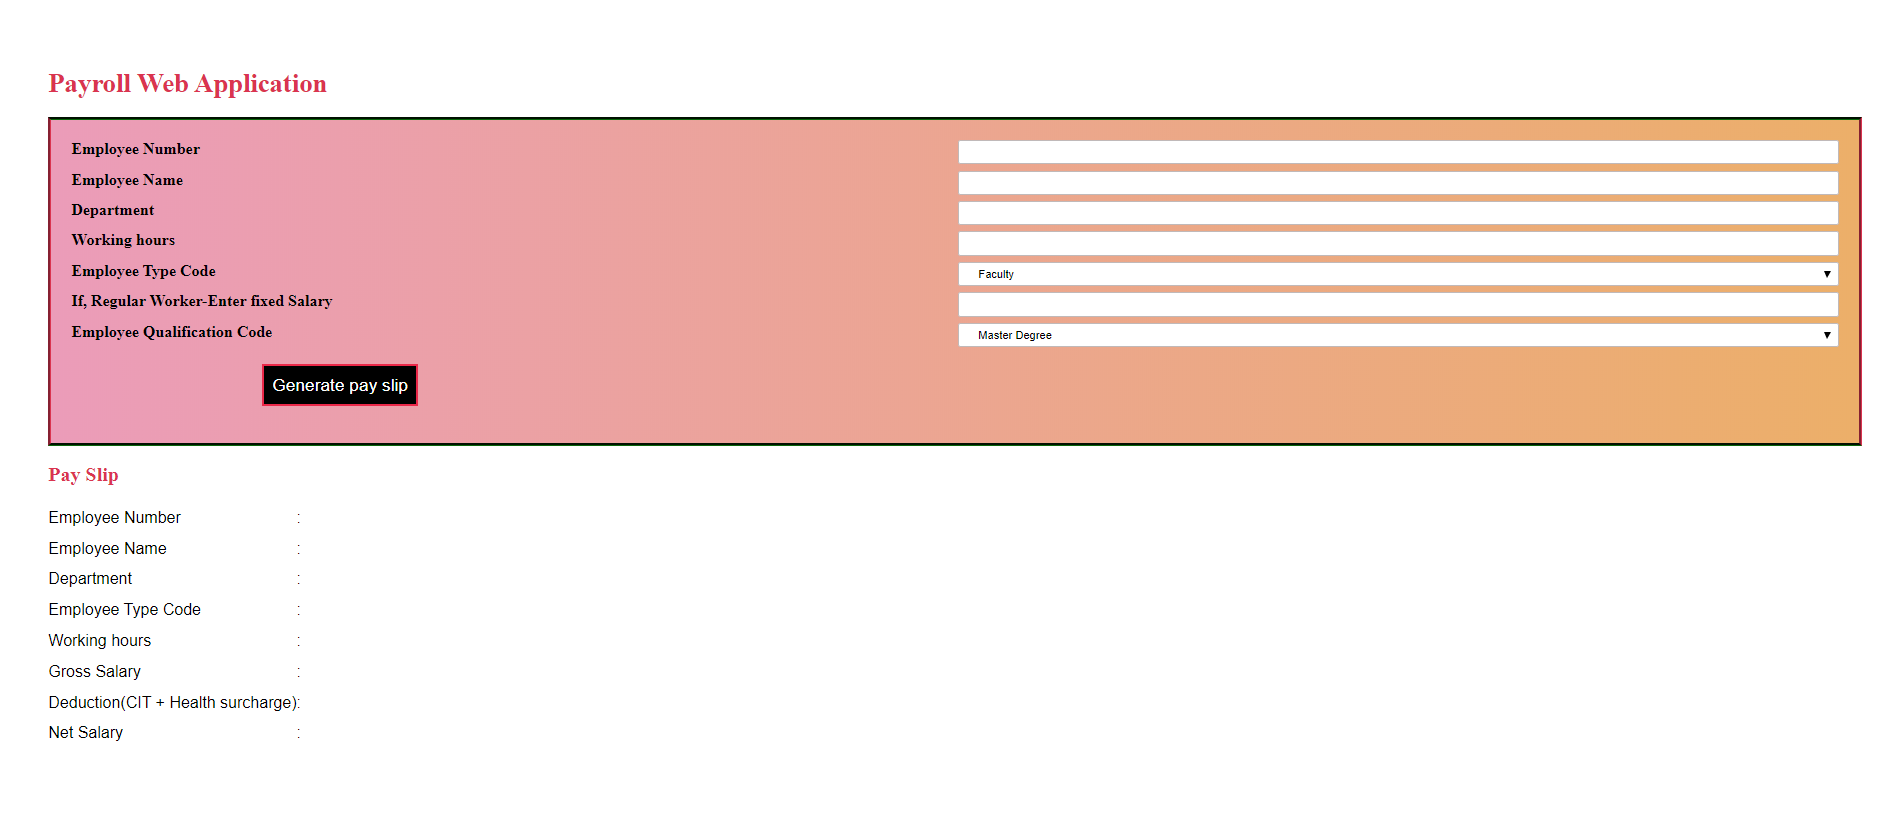 Payroll Web Application
Employee Number
Employee Name
Department
Working hours
Employee Type Code Faculty
If, Regular Worker-Enter fixed Salary
Employee Qualification Code Master Degree
Generate pay slip
Pay Slip
Employee Number :
Employee Name :
Department :
Employee Type Code :
Working hours :
Gross Salary :
Deduction(CIT + Health surcharge):
Net Salary :